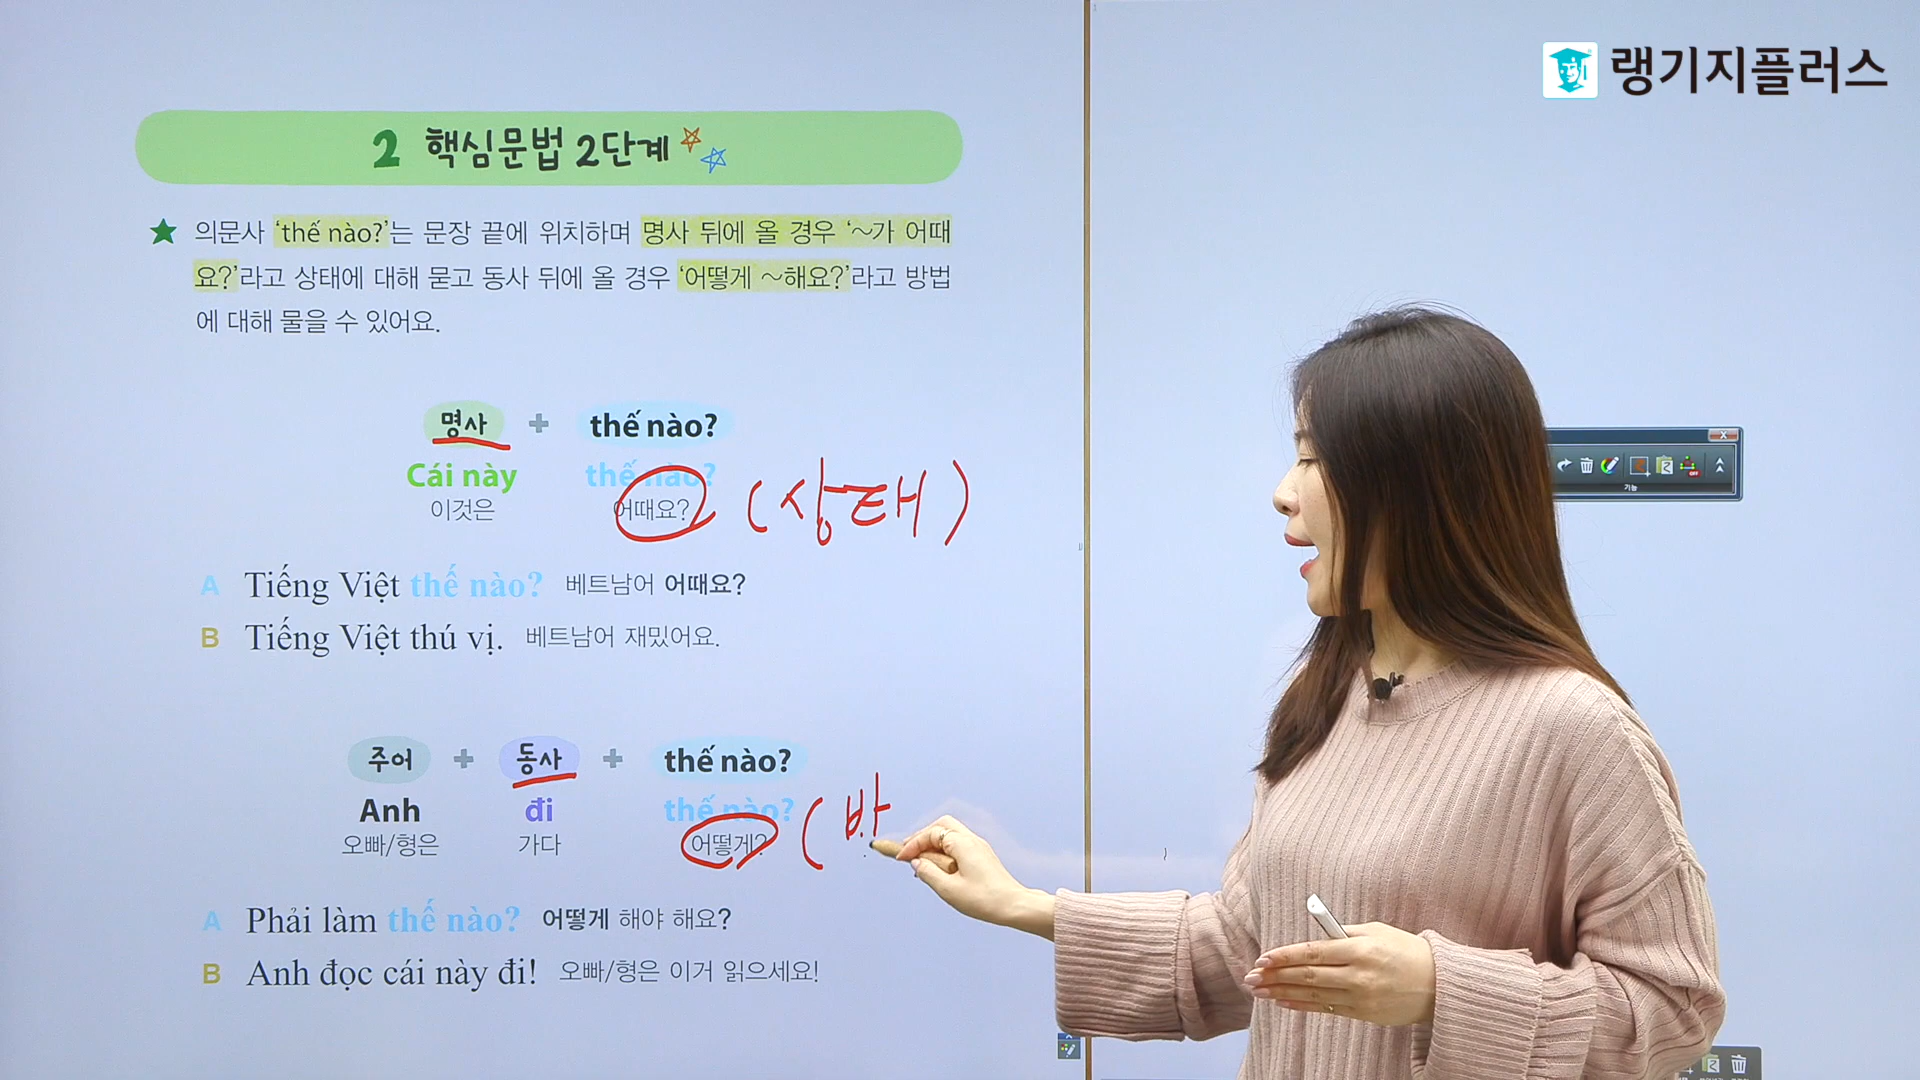 랭기지플러스
2 핵심문법 2단계
★ 의문사 ‘thế nào?’는 문장 끝에 위치하며 명사 뒤에 올 경우 ‘～가 어때
요?’라고 상태에 대해 묻고 동사 뒤에 올 경우 ‘어떻게 ～해요?’라고 방법
에 대해 물을 수 있어요.
명사 + thế nào?
Cái này thế nào?
이것은 어때요? (상태)
A Tiếng Việt thế nào? 베트남어 어때요?
B Tiếng Việt thú vị. 베트남어 재밌어요.
주어 + 동사 + thế nào?
Anh đi thế nào? (바
오빠/형은 가다 어떻게?
A Phải làm thế nào? 어떻게 해야 해요?
B Anh đọc cái này đi! 오빠/형은 이거 읽으세요!
기능